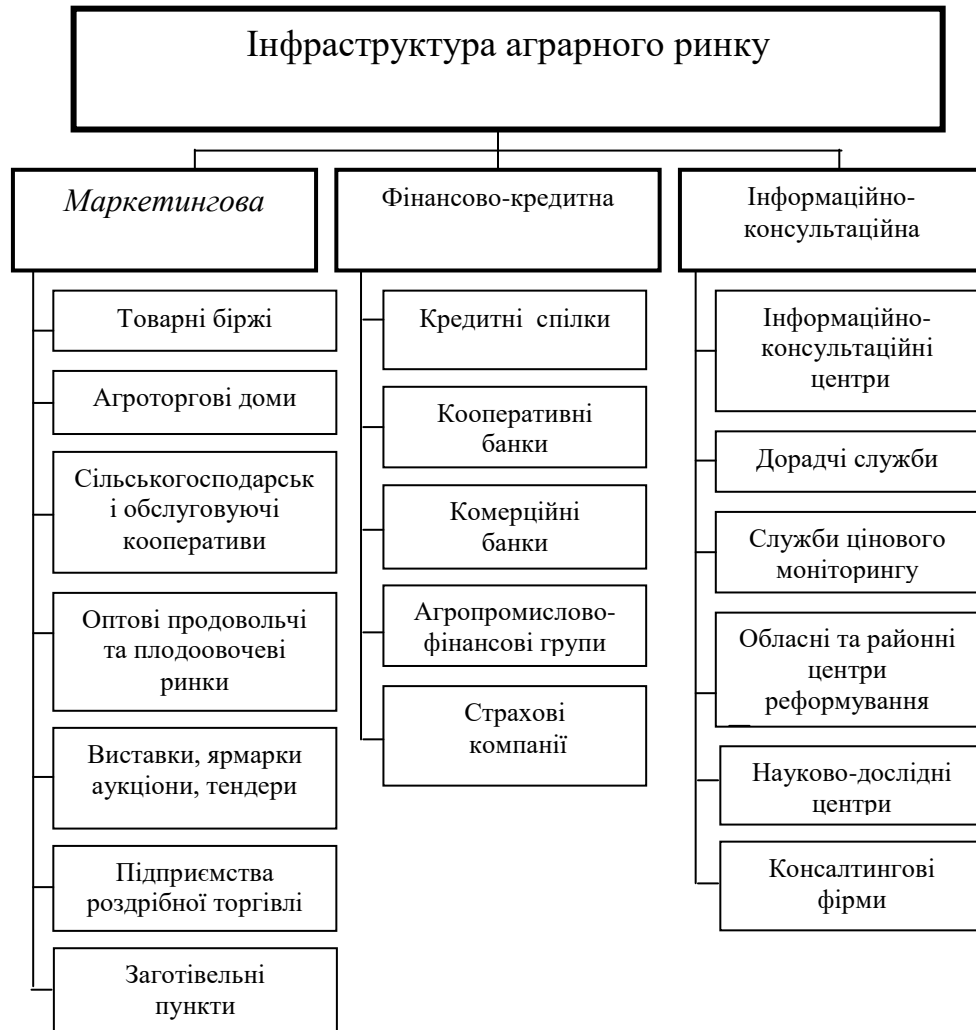 Інфраструктура аграрного ринку
Маркетингова
Товарні біржі
Агроторгові доми
Сільськогосподарськ
і обслуговуючі
кооперативи
Оптові продовольчі
та плодоовочеві
ринки
Виставки, ярмарки
аукціони, тендери
Підприємства
роздрібної торгівлі
Заготівельні
пункти
Фінансово-кредитна
Кредитні спілки
Кооперативні
банки
Комерційні
банки
Агропромислово-
фінансові групи
Страхові
компанії
Інформаційно-
консультаційна
Інформаційно-
консультаційні
центри
Дорадчі служби
Служби цінового
моніторингу
Обласні та районні
центри
реформування
Науково-дослідні
центри
Консалтингові
фірми